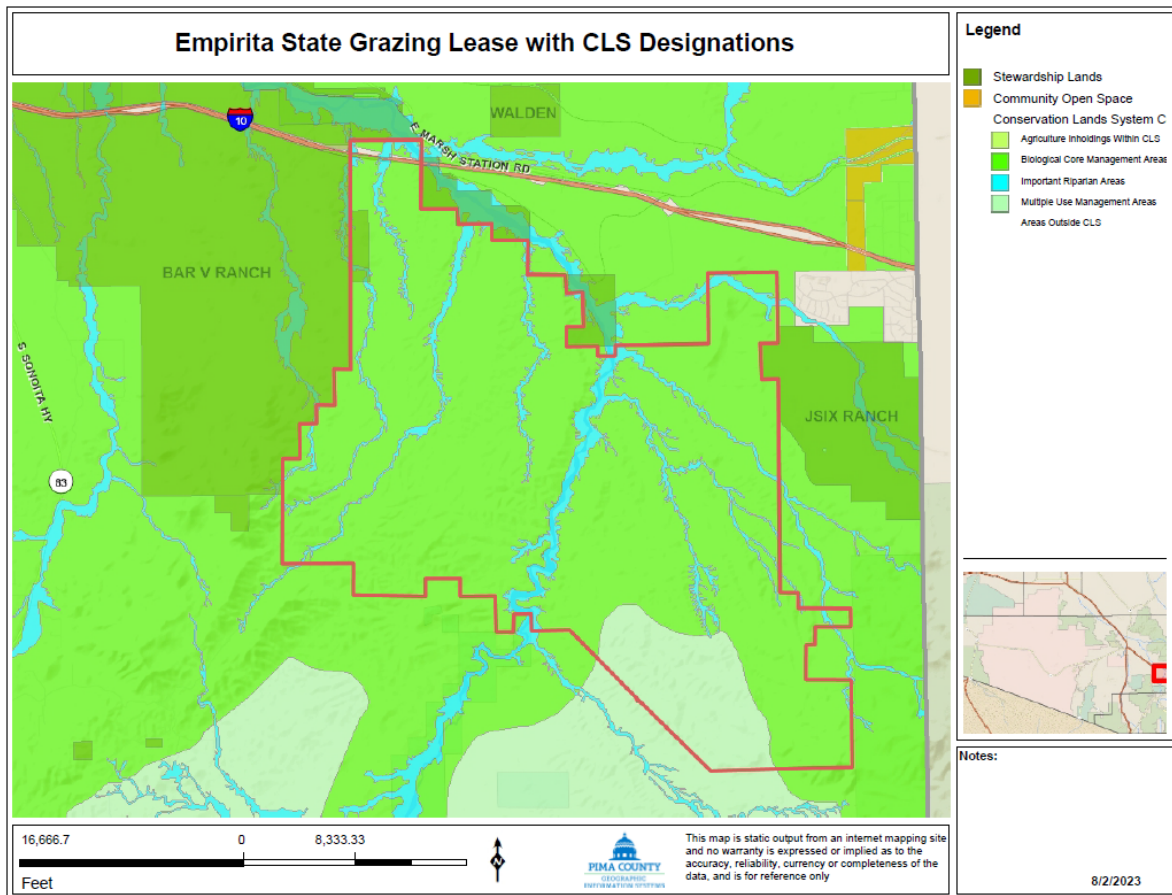 Empirita State Grazing Lease with CLS Designations
Legend
Stewardship Lands
Community Open Space
Conservation Lands System C
Agriculture Inholdings Within CLS
Biological Core Management Areas
Important Riparian Areas
Multiple Use Management Areas
Areas Outside CLS
10
WALDEN
E MARSH STATION RD
BAR V RANCH
S SONOITA HY
83
JSIX RANCH
Notes:
8/2/2023
16,666.7
0
8,333.33
Feet
N
PIMA COUNTY
GEOGRAPHIC
INFORMATION SYSTEMS
This map is static output from an internet mapping site
and no warranty is expressed or implied as to the
accuracy, reliability, currency or completeness of the
data, and is for reference only